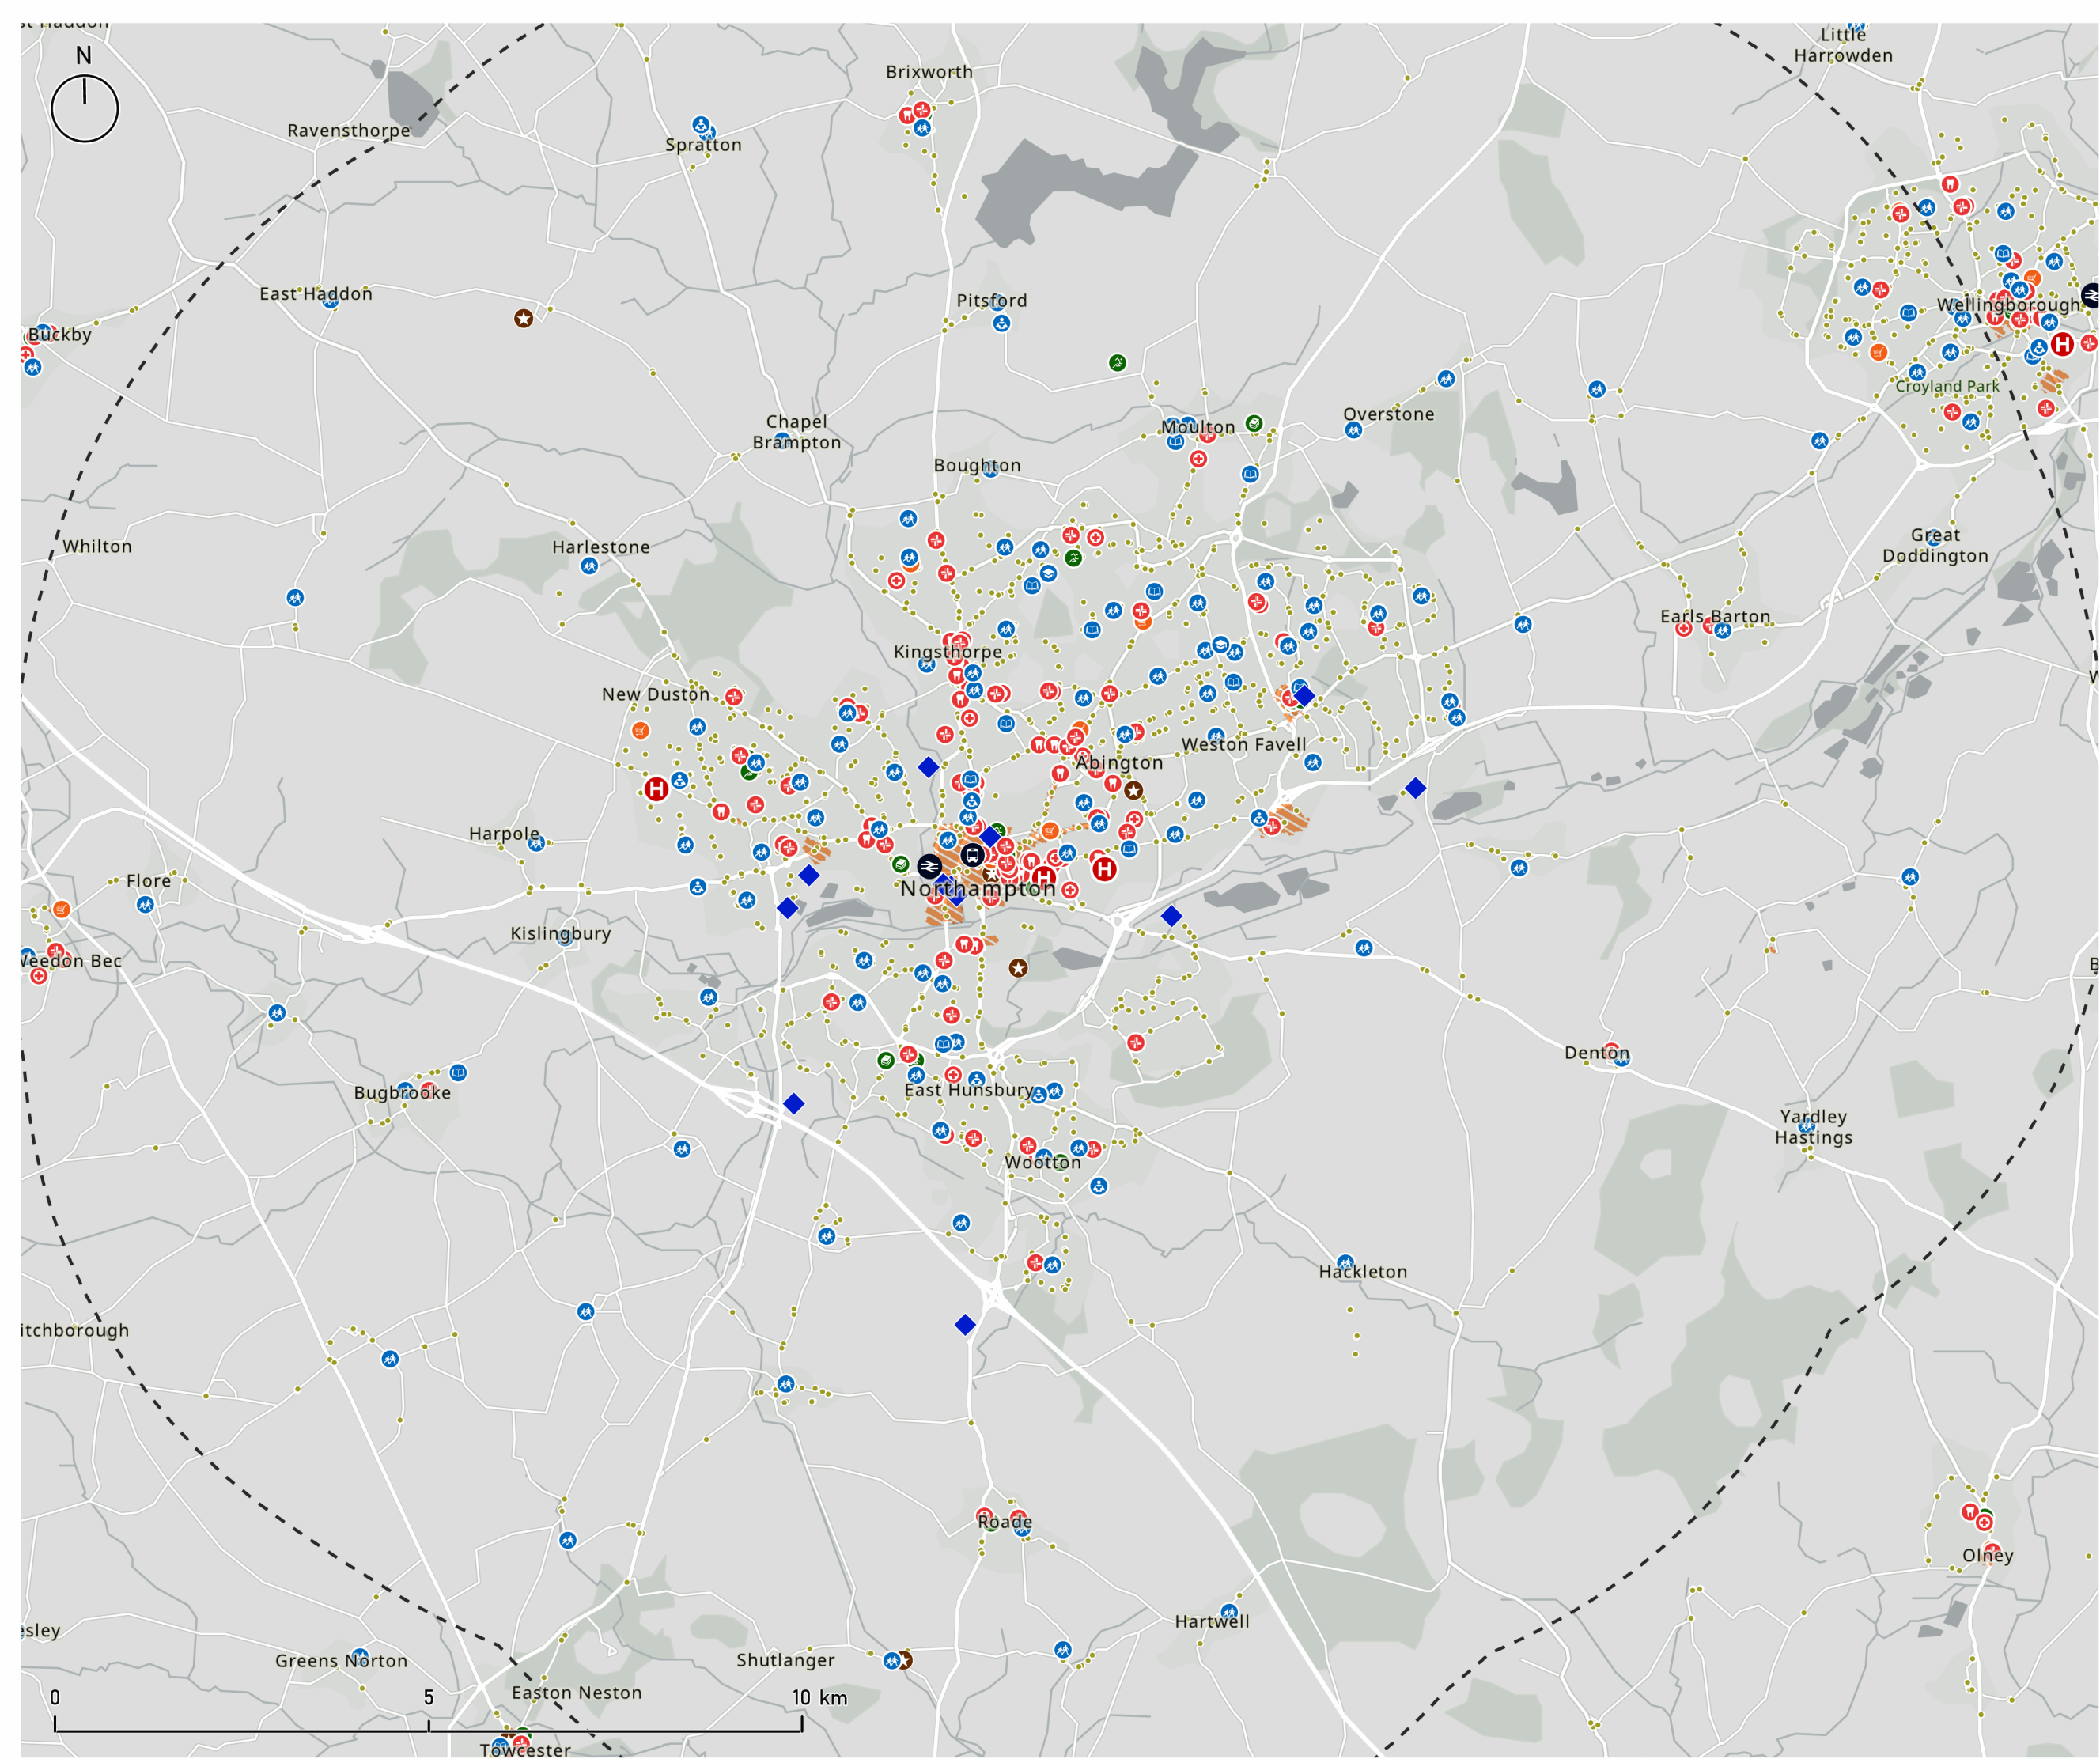 N
Little
Harrowden
Brixworth
Ravensthorpe
Spratton
East Haddon
Pitsford
Wellingborough
Buckby
Croyland Park
Chapel
Brampton
Overstone
Moulton
Boughton
Whilton
Harlestone
Great
Doddington
Earls Barton
Kingsthorpe
New Duston
Weston Favell
Abington
Harpole
Flore
Northampton
Kislingbury
Weedon Bec
Denton
Bugbrooke
East Hunsbury
Yardley
Hastings
Wootton
Hackleton
itchborough
Roade
Olney
Hartwell
esley
Greens Norton
Shutlanger
Easton Neston
0 5 10 km
Towcester
H
H
H
H